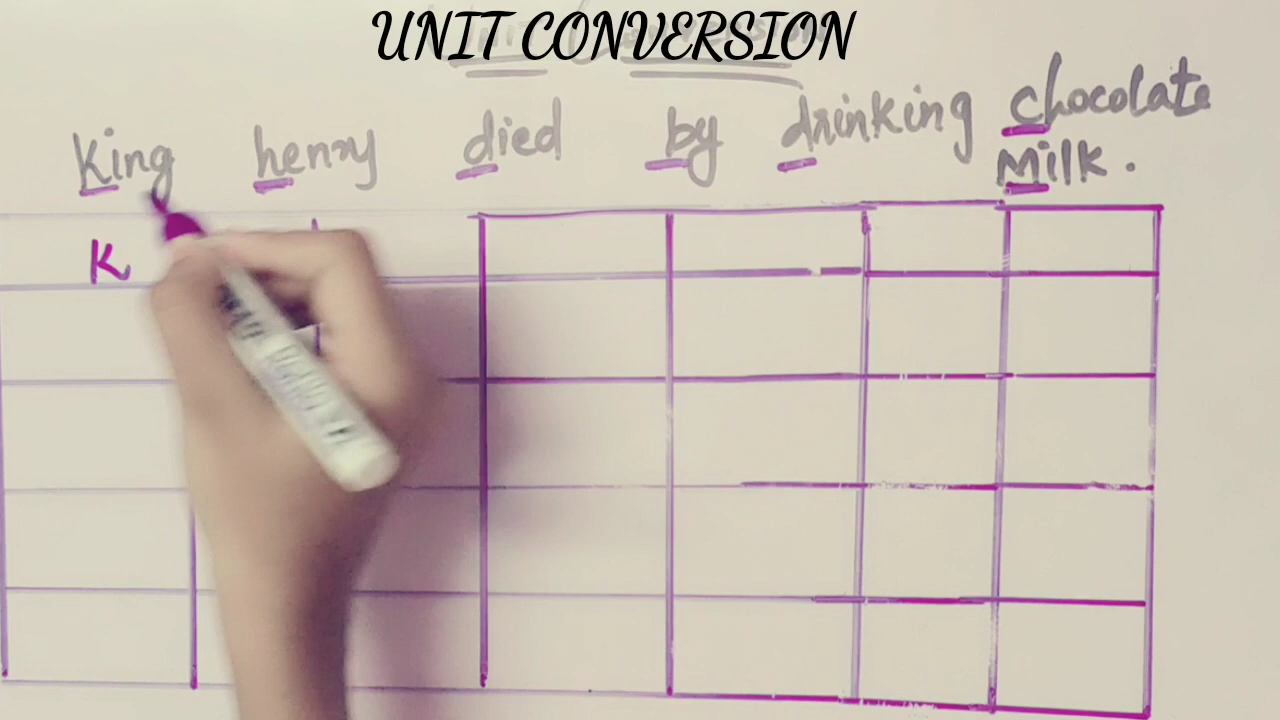 UNIT CONVERSION
King henry died by drinking chocolate
Milk.
K